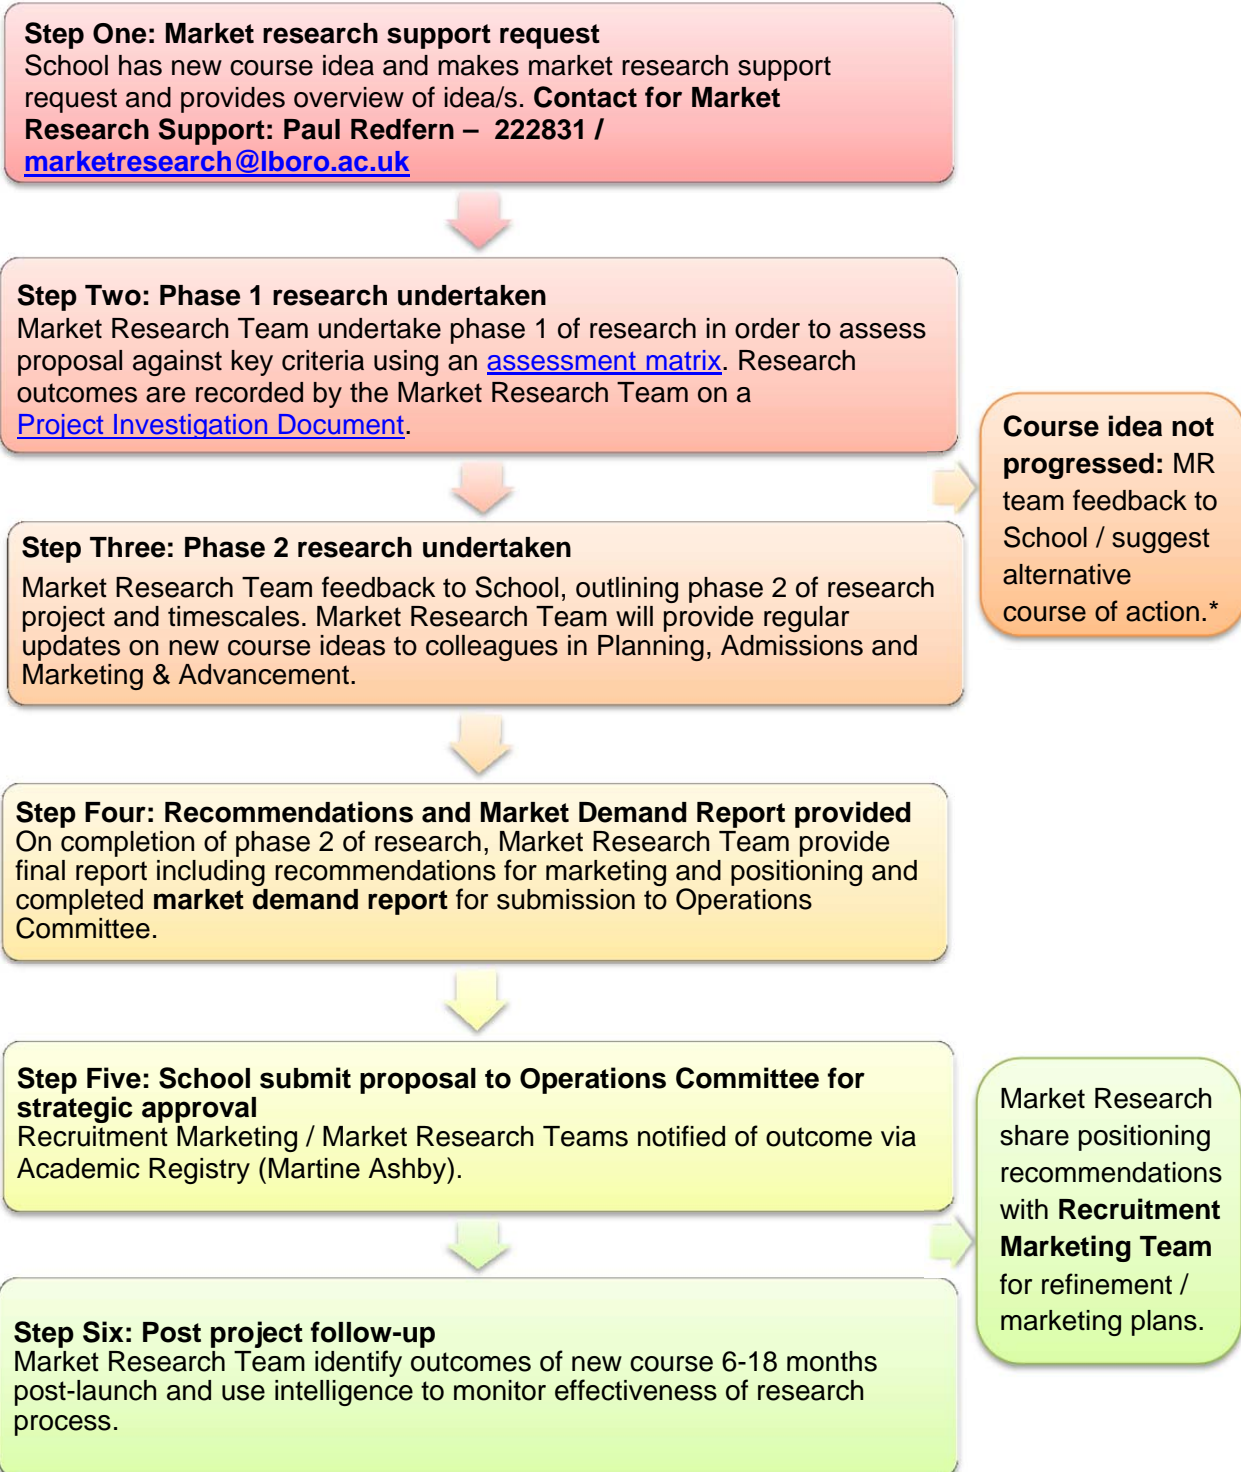 Step One: Market research support request
School has new course idea and makes market research support
request and provides overview of idea/s. Contact for Market
Research Support: Paul Redfern – 222831 /
marketresearch@lboro.ac.uk
Step Two: Phase 1 research undertaken
Market Research Team undertake phase 1 of research in order to assess
proposal against key criteria using an assessment matrix. Research
outcomes are recorded by the Market Research Team on a
Project Investigation Document.
Course idea not
progressed: MR
team feedback to
School / suggest
alternative
course of action.*
Step Three: Phase 2 research undertaken
Market Research Team feedback to School, outlining phase 2 of research
project and timescales. Market Research Team will provide regular
updates on new course ideas to colleagues in Planning, Admissions and
Marketing & Advancement.
Step Four: Recommendations and Market Demand Report provided
On completion of phase 2 of research, Market Research Team provide
final report including recommendations for marketing and positioning and
completed market demand report for submission to Operations
Committee.
Step Five: School submit proposal to Operations Committee for
strategic approval
Recruitment Marketing / Market Research Teams notified of outcome via
Academic Registry (Martine Ashby).
Market Research
share positioning
recommendations
with Recruitment
Marketing Team
for refinement /
marketing plans.
Step Six: Post project follow-up
Market Research Team identify outcomes of new course 6-18 months
post-launch and use intelligence to monitor effectiveness of research
process.